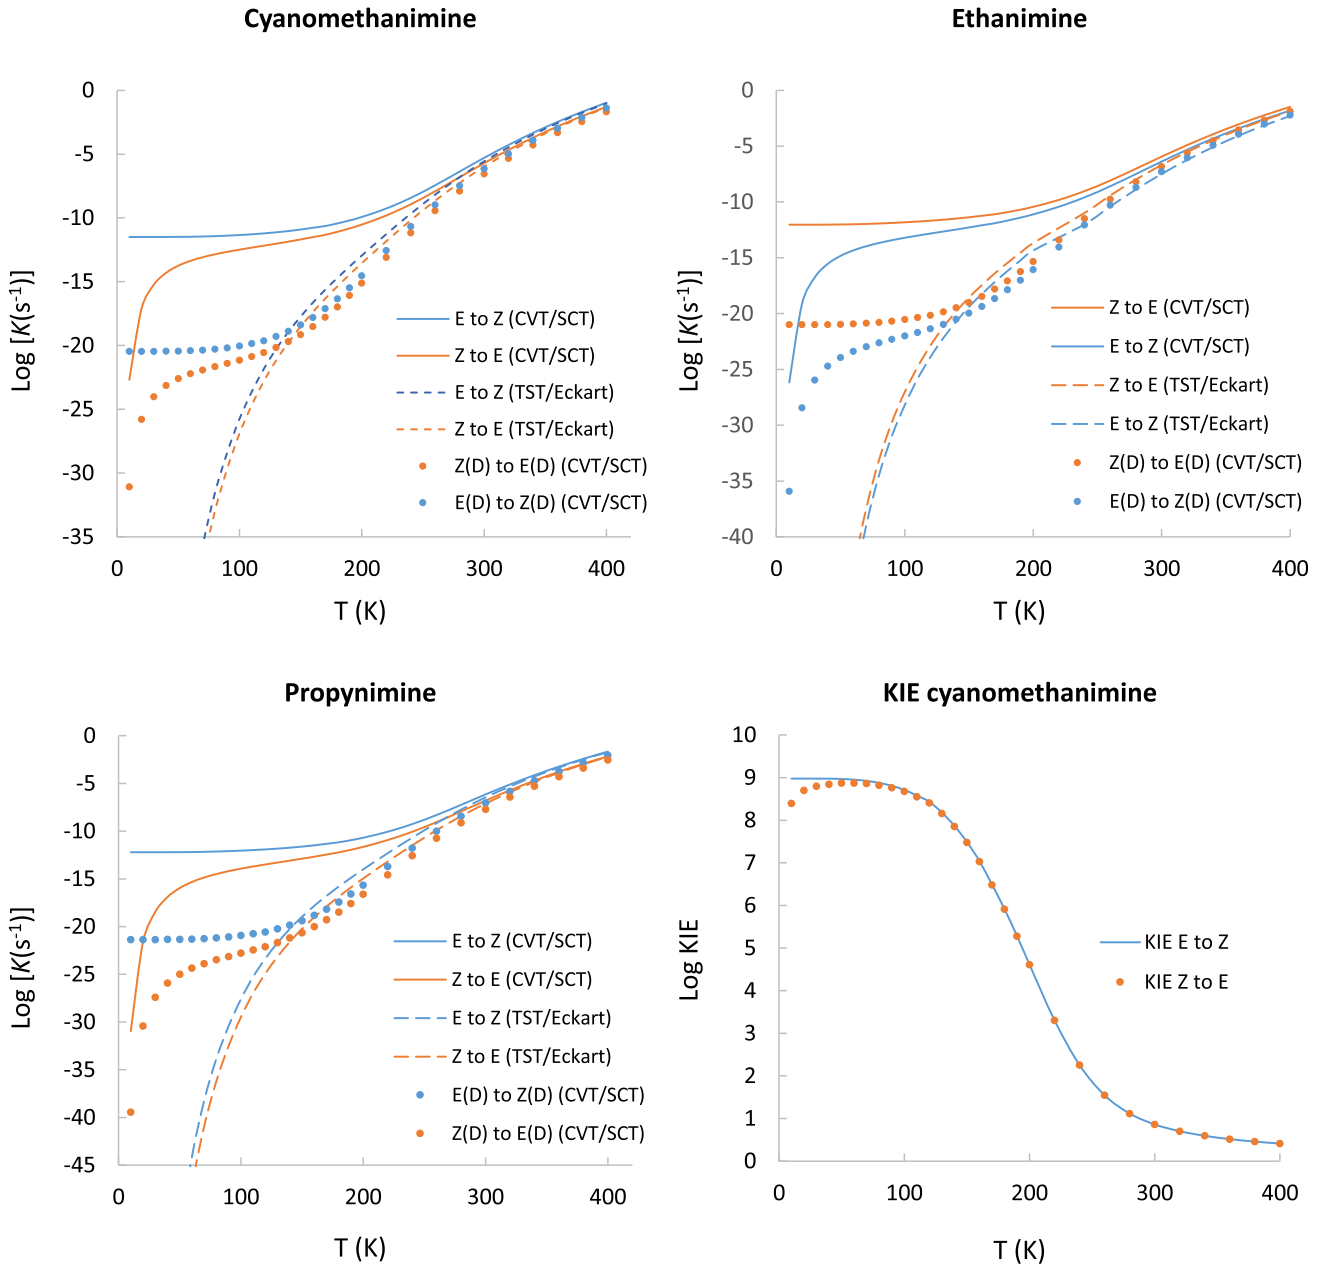 Cyanomethanimine
0
-5
-10
-15
-20
-25
-30
-35
Log [K(s-1)]
0 100 200 300 400
T (K)
E to Z (CVT/SCT)
Z to E (CVT/SCT)
E to Z (TST/Eckart)
Z to E (TST/Eckart)
Z(D) to E(D) (CVT/SCT)
E(D) to Z(D) (CVT/SCT)
Ethanimine
0
-5
-10
-15
-20
-25
-30
-35
-40
Log [K(s-1)]
0 100 200 300 400
T (K)
Z to E (CVT/SCT)
E to Z (CVT/SCT)
Z to E (TST/Eckart)
E to Z (TST/Eckart)
Z(D) to E(D) (CVT/SCT)
E(D) to Z(D) (CVT/SCT)
Propynimine
0
-5
-10
-15
-20
-25
-30
-35
-40
-45
Log [K(s-1)]
0 100 200 300 400
T (K)
E to Z (CVT/SCT)
Z to E (CVT/SCT)
E to Z (TST/Eckart)
Z to E (TST/Eckart)
E(D) to Z(D) (CVT/SCT)
Z(D) to E(D) (CVT/SCT)
KIE cyanomethanimine
10
9
8
7
6
5
4
3
2
1
0
Log KIE
0 100 200 300 400
T (K)
KIE E to Z
KIE Z to E